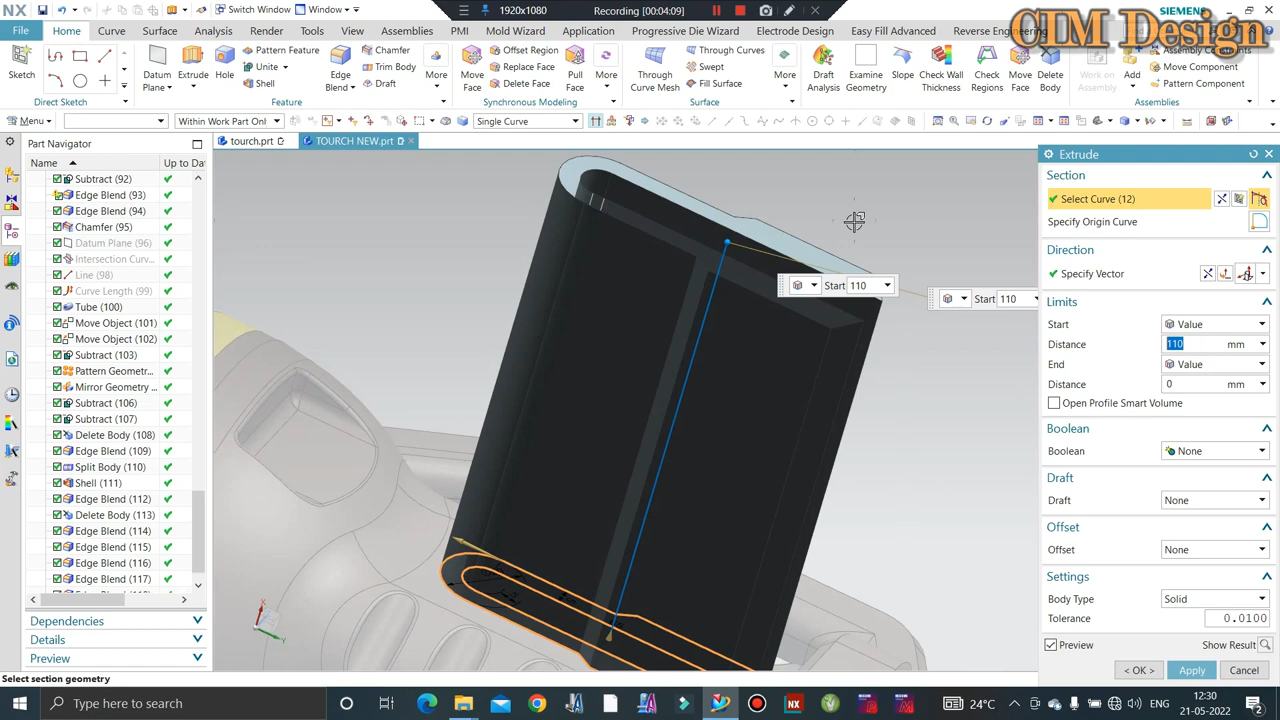 NX Switch Window Window 1920x1080 Recording [00:04:09] SIEMENS
CIM Design
File Home Curve Surface Analysis Render Tools View Assemblies PMI Mold Wizard Application Progressive Die Wizard Electrode Design Easy Fill Advanced Reverse Engineering
Sketch Datum Plane Extrude Hole Pattern Feature Unite Shell Edge Blend Chamfer Trim Body Draft More Move Face Offset Region Replace Face Delete Face Pull Face More Through Curve Mesh Through Curves Swept Fill Surface More Draft Analysis Examine Geometry Slope Check Wall Thickness Check Regions Move Face Delete Body Work on Assembly Add Assembly Constraints Move Component Pattern Component
Direct Sketch Feature Synchronous Modeling Surface Assemblies
Menu Within Work Part Onl Single Curve
Part Navigator tourch.prt TOURCH NEW.prt Extrude
Name Up to Dat
Subtract (92)
Edge Blend (93)
Edge Blend (94)
Chamfer (95)
Datum Plane (96)
Intersection Curv...
Line (98)
Curve Length (99)
Tube (100)
Move Object (101)
Move Object (102)
Subtract (103)
Pattern Geometr...
Mirror Geometry ...
Subtract (106)
Subtract (107)
Delete Body (108)
Edge Blend (109)
Split Body (110)
Shell (111)
Edge Blend (112)
Delete Body (113)
Edge Blend (114)
Edge Blend (115)
Edge Blend (116)
Edge Blend (117)
Dependencies
Details
Preview
Start 110
Start 110
Section
Select Curve (12)
Specify Origin Curve
Direction
Specify Vector
Limits
Start Value
Distance 110 mm
End Value
Distance 0 mm
Open Profile Smart Volume
Boolean
Boolean None
Draft
Draft None
Offset
Offset None
Settings
Body Type Solid
Tolerance 0.0100
Preview Show Result
< OK > Apply Cancel
Select section geometry
Type here to search
24°C ENG 12:30
21-05-2022